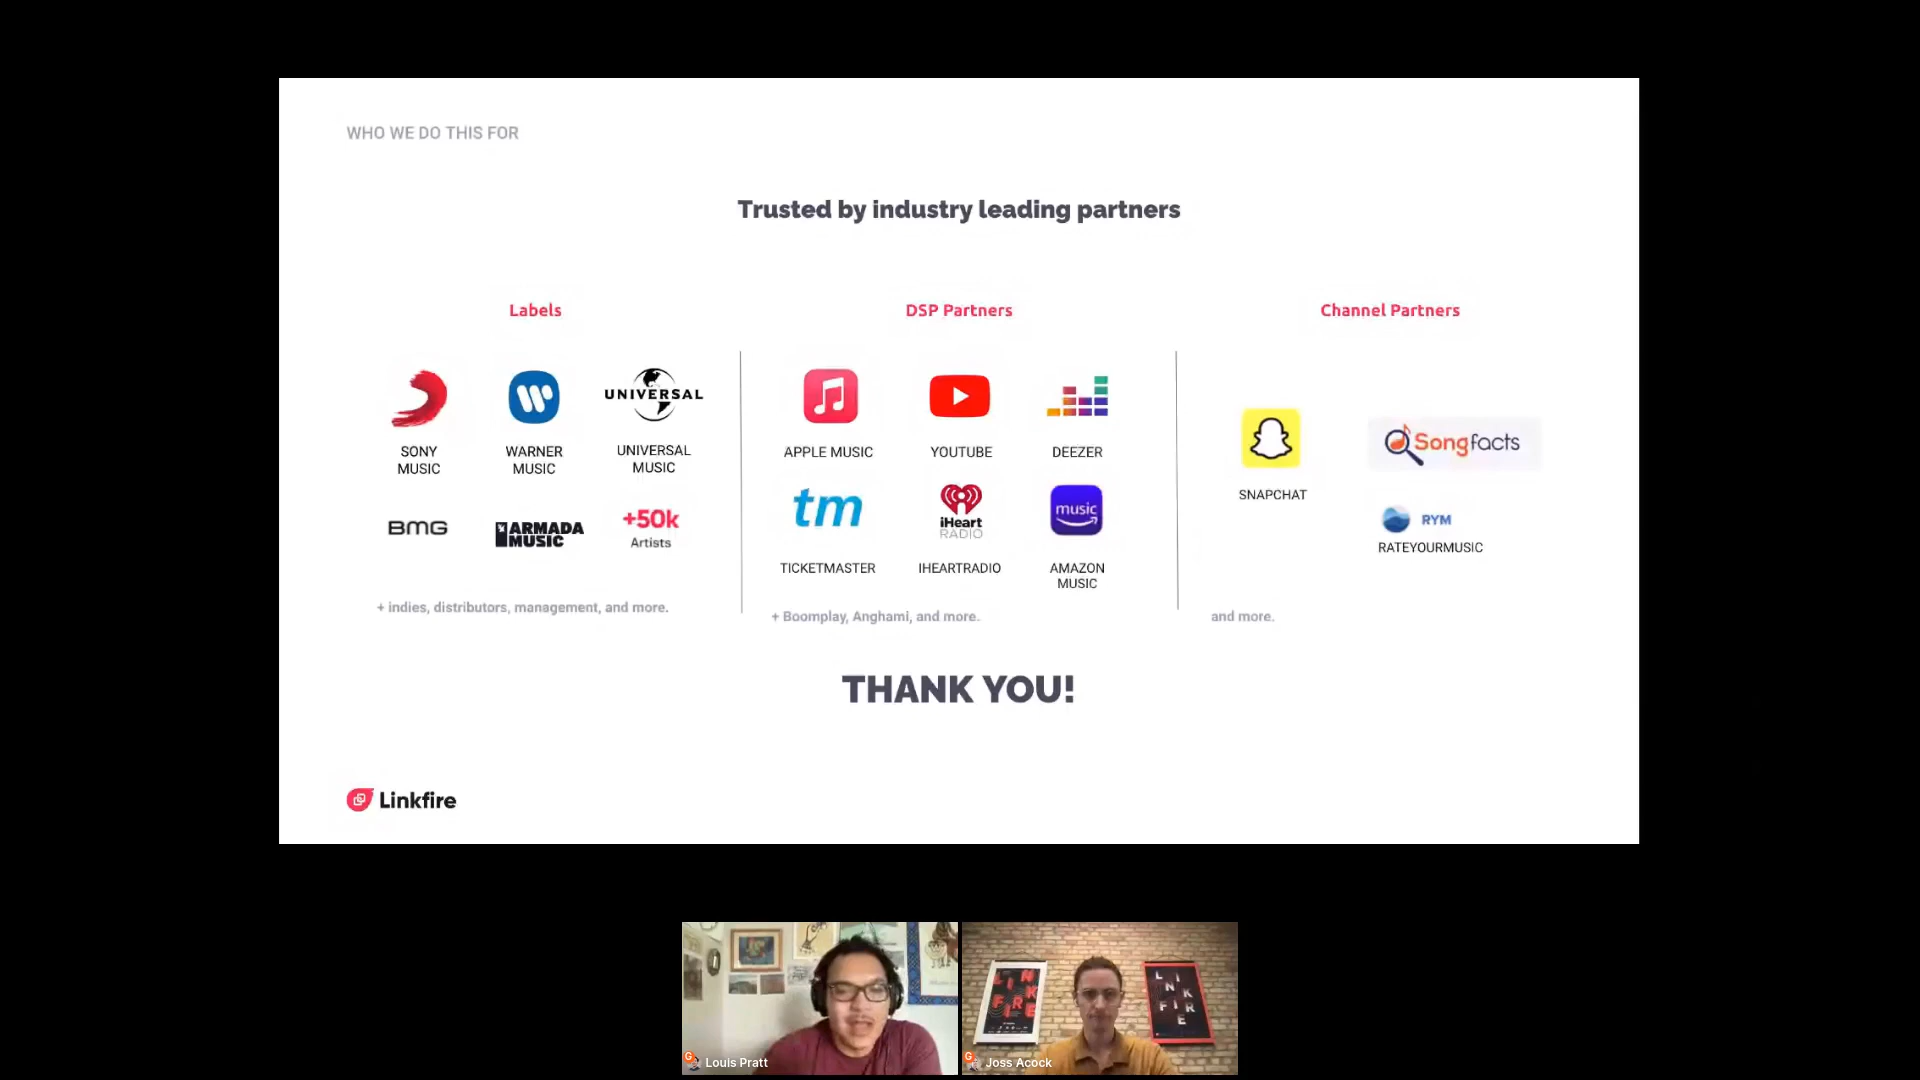 WHO WE DO THIS FOR
Trusted by industry leading partners
Labels
SONY
MUSIC
WARNER
MUSIC
UNIVERSAL
UNIVERSAL
MUSIC
BMG
ARMADA
MUSIC
+50k
Artists
+ indies, distributors, management, and more.
DSP Partners
APPLE MUSIC
YOUTUBE
DEEZER
tm
TICKETMASTER
iHeart
RADIO
IHEARTRADIO
music
AMAZON
MUSIC
+ Boomplay, Anghami, and more.
Channel Partners
SNAPCHAT
Songfacts
RYM
RATEYOURMUSIC
and more.
THANK YOU!
Linkfire
G
Louis Pratt
LINKFIRE
LINKFIRE
G
Joss Acock